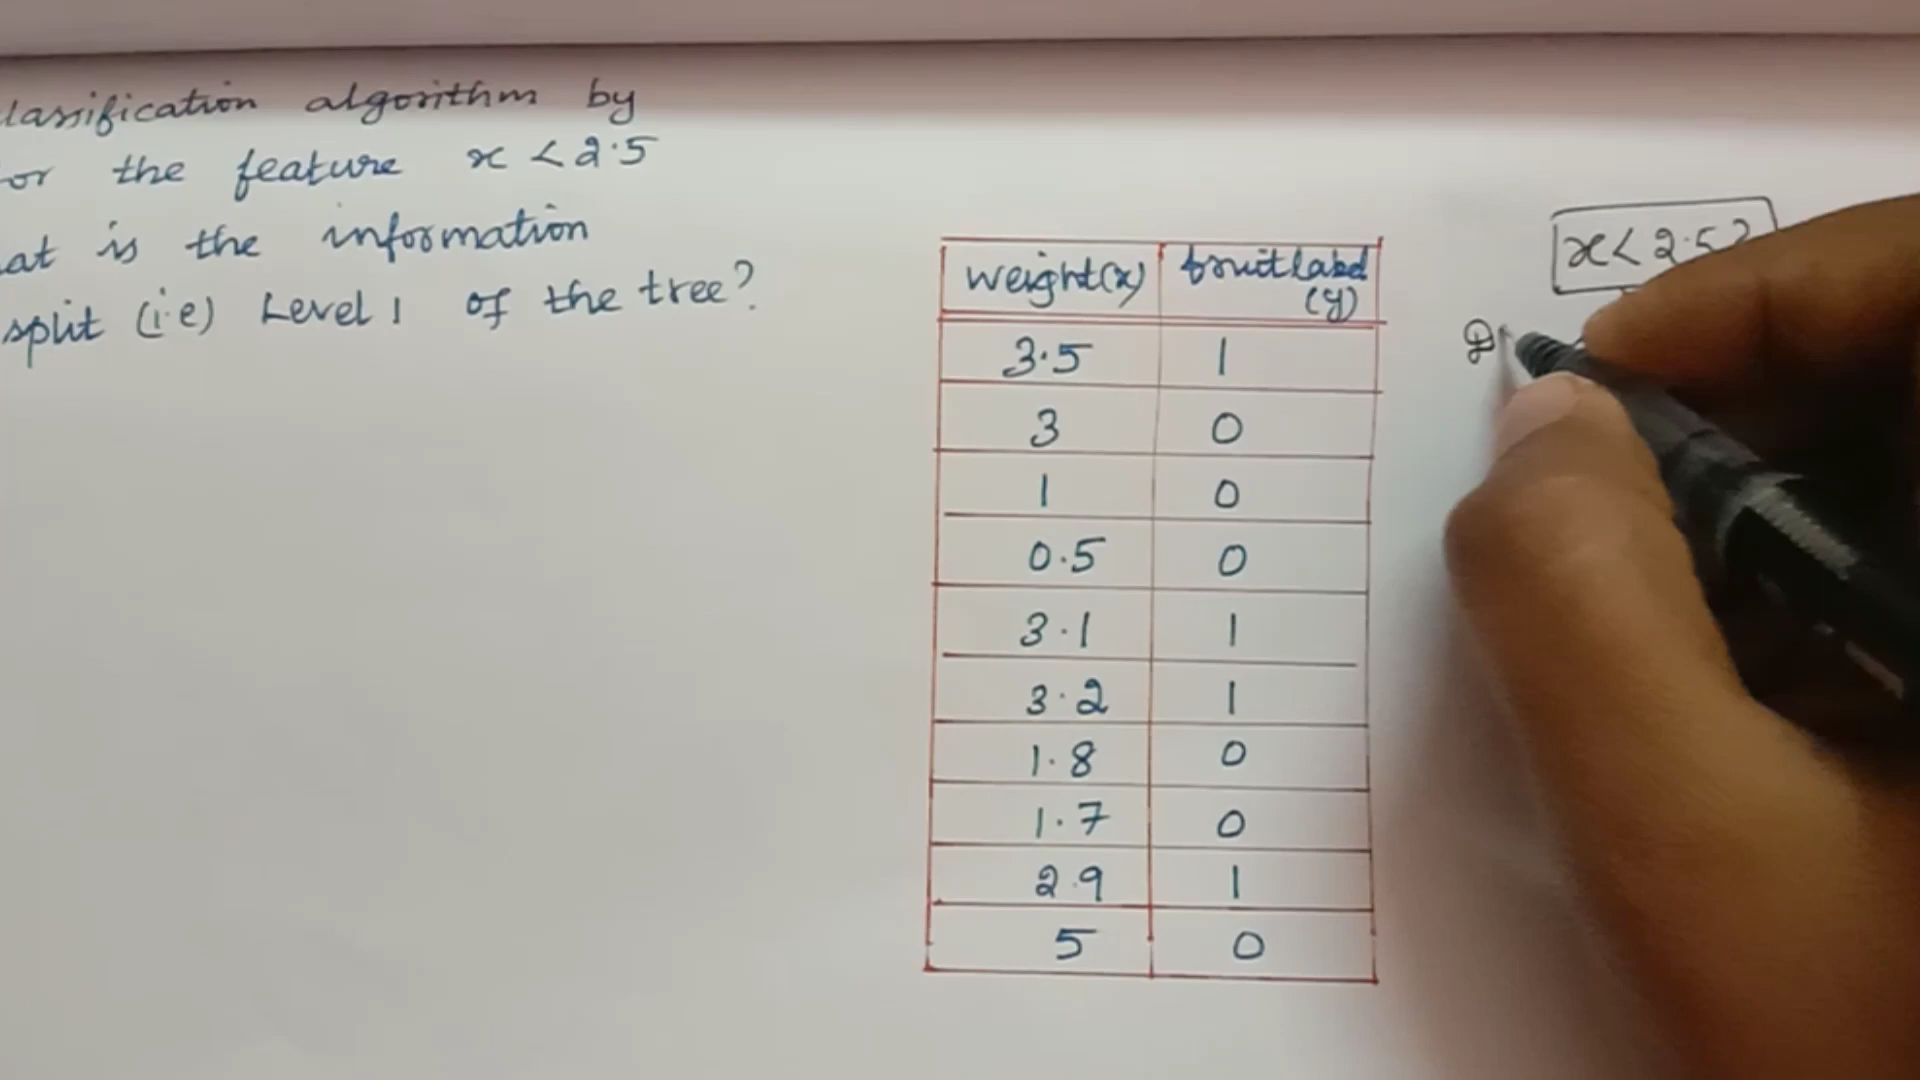 lassification algorithm by
or the feature x < 2.5
at is the information
split (i.e) Level 1 of the tree?
weight(x) fruit label (y)
3.5 1
3 0
1 0
0.5 0
3.1 1
3.2 1
1.8 0
1.7 0
2.9 1
5 0
x < 2.5?